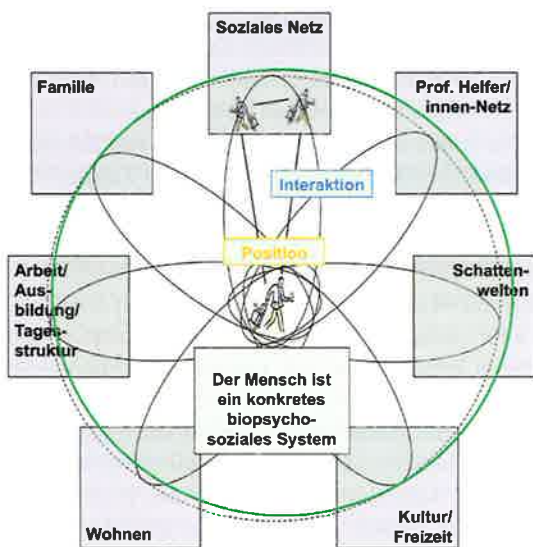 Soziales Netz
Famille
Prof. Helfer/
innen-Netz
Interaktion
Position
Arbeit/
Aus-
bildung/
Tages-
struktur
Schatten-
welten
Der Mensch ist
ein konkretes
biopsycho-
soziales System
Wohnen
Kultur/
Freizeit